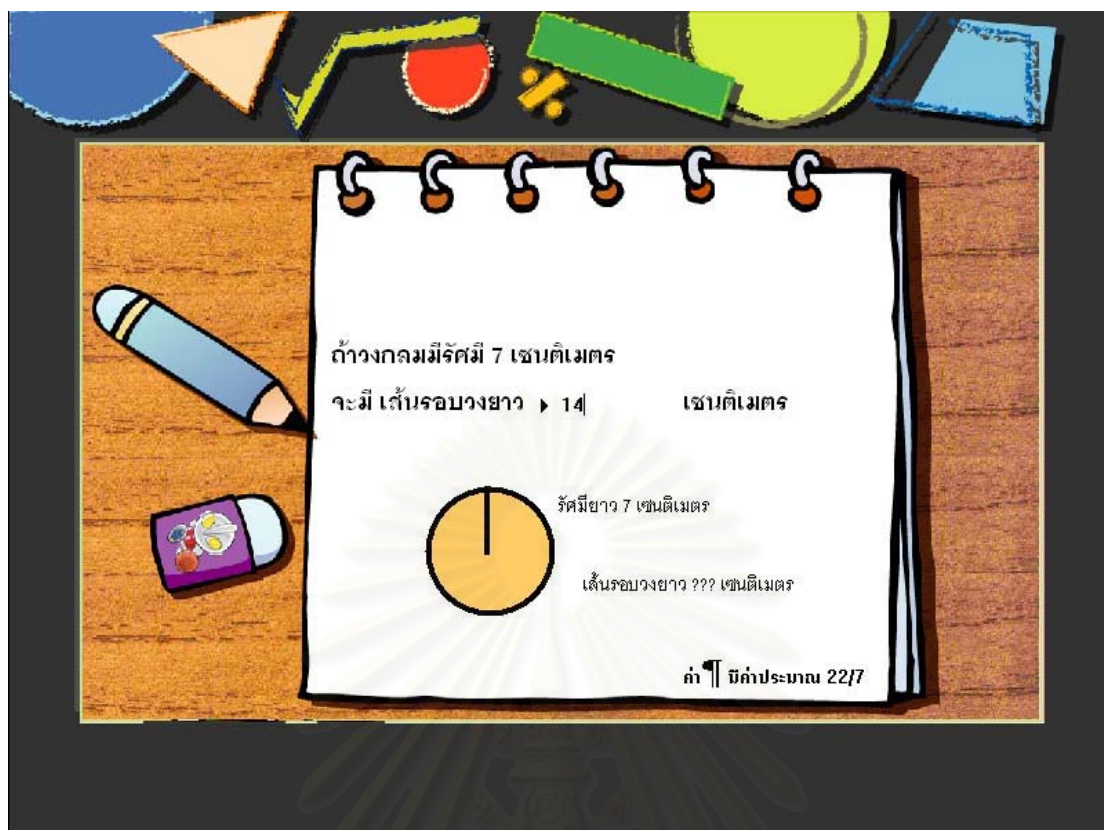 ถ้าวงกลมมีรัศมี 7 เซนติเมตร
จะมี เส้นรอบวงยาว 14 เซนติเมตร
รัศมียาว 7 เซนติเมตร
เส้นรอบวงยาว ??? เซนติเมตร
ค่า ¶ มีค่าประมาณ 22/7